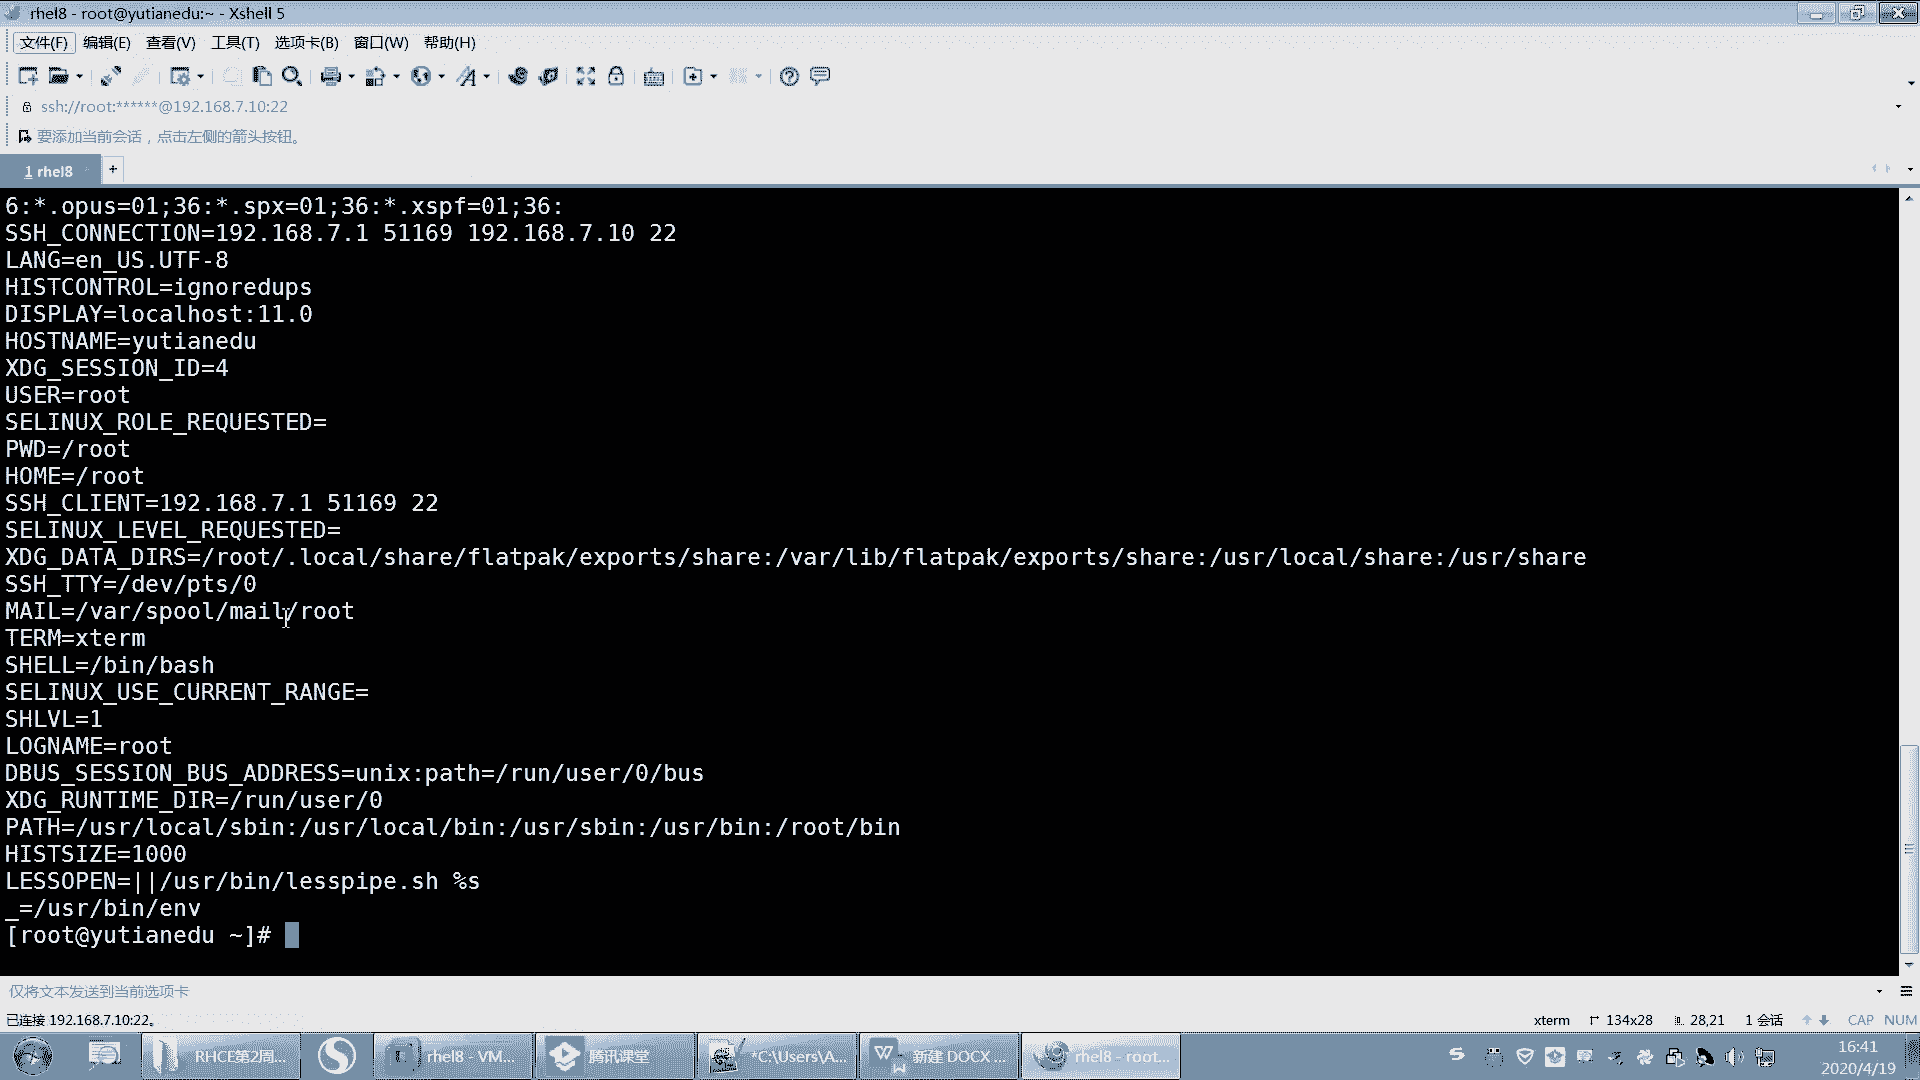 rhel8 - root@yutianedu:~ - Xshell 5
文件(F) 编辑(E) 查看(V) 工具(T) 选项卡(B) 窗口(W) 帮助(H)
ssh://root:******@192.168.7.10:22
要添加当前会话，点击左侧的箭头按钮。
1 rhel8 +
6:*.opus=01;36:*.spx=01;36:*.xspf=01;36:
SSH_CONNECTION=192.168.7.1 51169 192.168.7.10 22
LANG=en_US.UTF-8
HISTCONTROL=ignoredups
DISPLAY=localhost:11.0
HOSTNAME=yutianedu
XDG_SESSION_ID=4
USER=root
SELINUX_ROLE_REQUESTED=
PWD=/root
HOME=/root
SSH_CLIENT=192.168.7.1 51169 22
SELINUX_LEVEL_REQUESTED=
XDG_DATA_DIRS=/root/.local/share/flatpak/exports/share:/var/lib/flatpak/exports/share:/usr/local/share:/usr/share
SSH_TTY=/dev/pts/0
MAIL=/var/spool/mail/root
TERM=xterm
SHELL=/bin/bash
SELINUX_USE_CURRENT_RANGE=
SHLVL=1
LOGNAME=root
DBUS_SESSION_BUS_ADDRESS=unix:path=/run/user/0/bus
XDG_RUNTIME_DIR=/run/user/0
PATH=/usr/local/sbin:/usr/local/bin:/usr/sbin:/usr/bin:/root/bin
HISTSIZE=1000
LESSOPEN=||/usr/bin/lesspipe.sh %s
_=/usr/bin/env
[root@yutianedu ~]#
仅将文本发送到当前选项卡
已连接 192.168.7.10:22。 xterm 134x28 28,21 1 会话 CAP NUM
RHCE第2周... rhel8 - VM... 腾讯课堂 *C:\Users\A... 新建 DOCX ... rhel8 - root... 16:41
2020/4/19